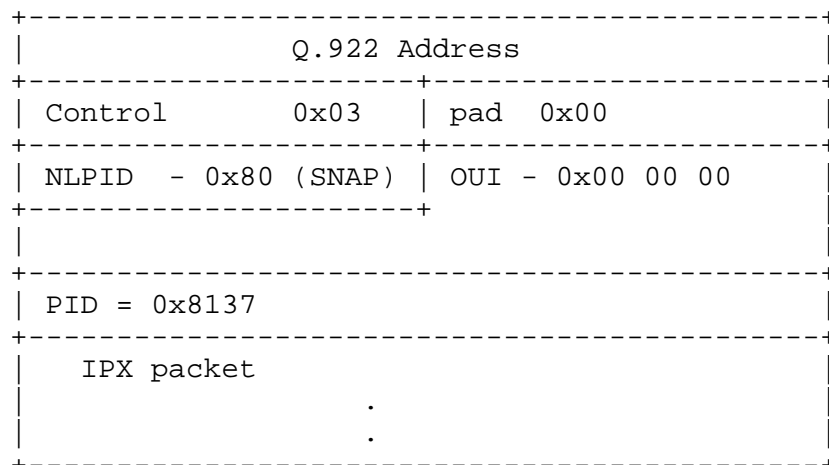 Q.922 Address
Control 0x03 | pad 0x00
NLPID - 0x80 (SNAP) | OUI - 0x00 00 00
PID = 0x8137
IPX packet
.
.